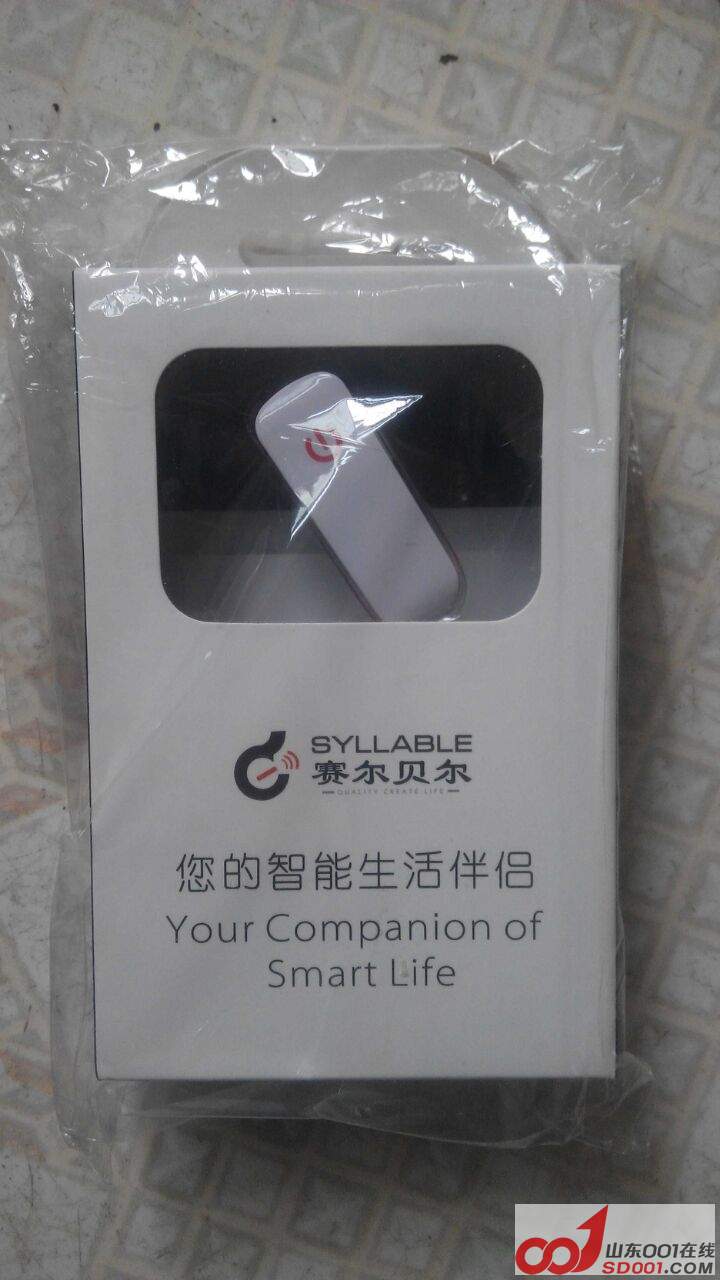 SYLLABLE
赛尔贝尔
QUALITY CREATE LIFE
您的智能生活伴侣
Your Companion of
Smart Life
山东001在线
SD001.COM